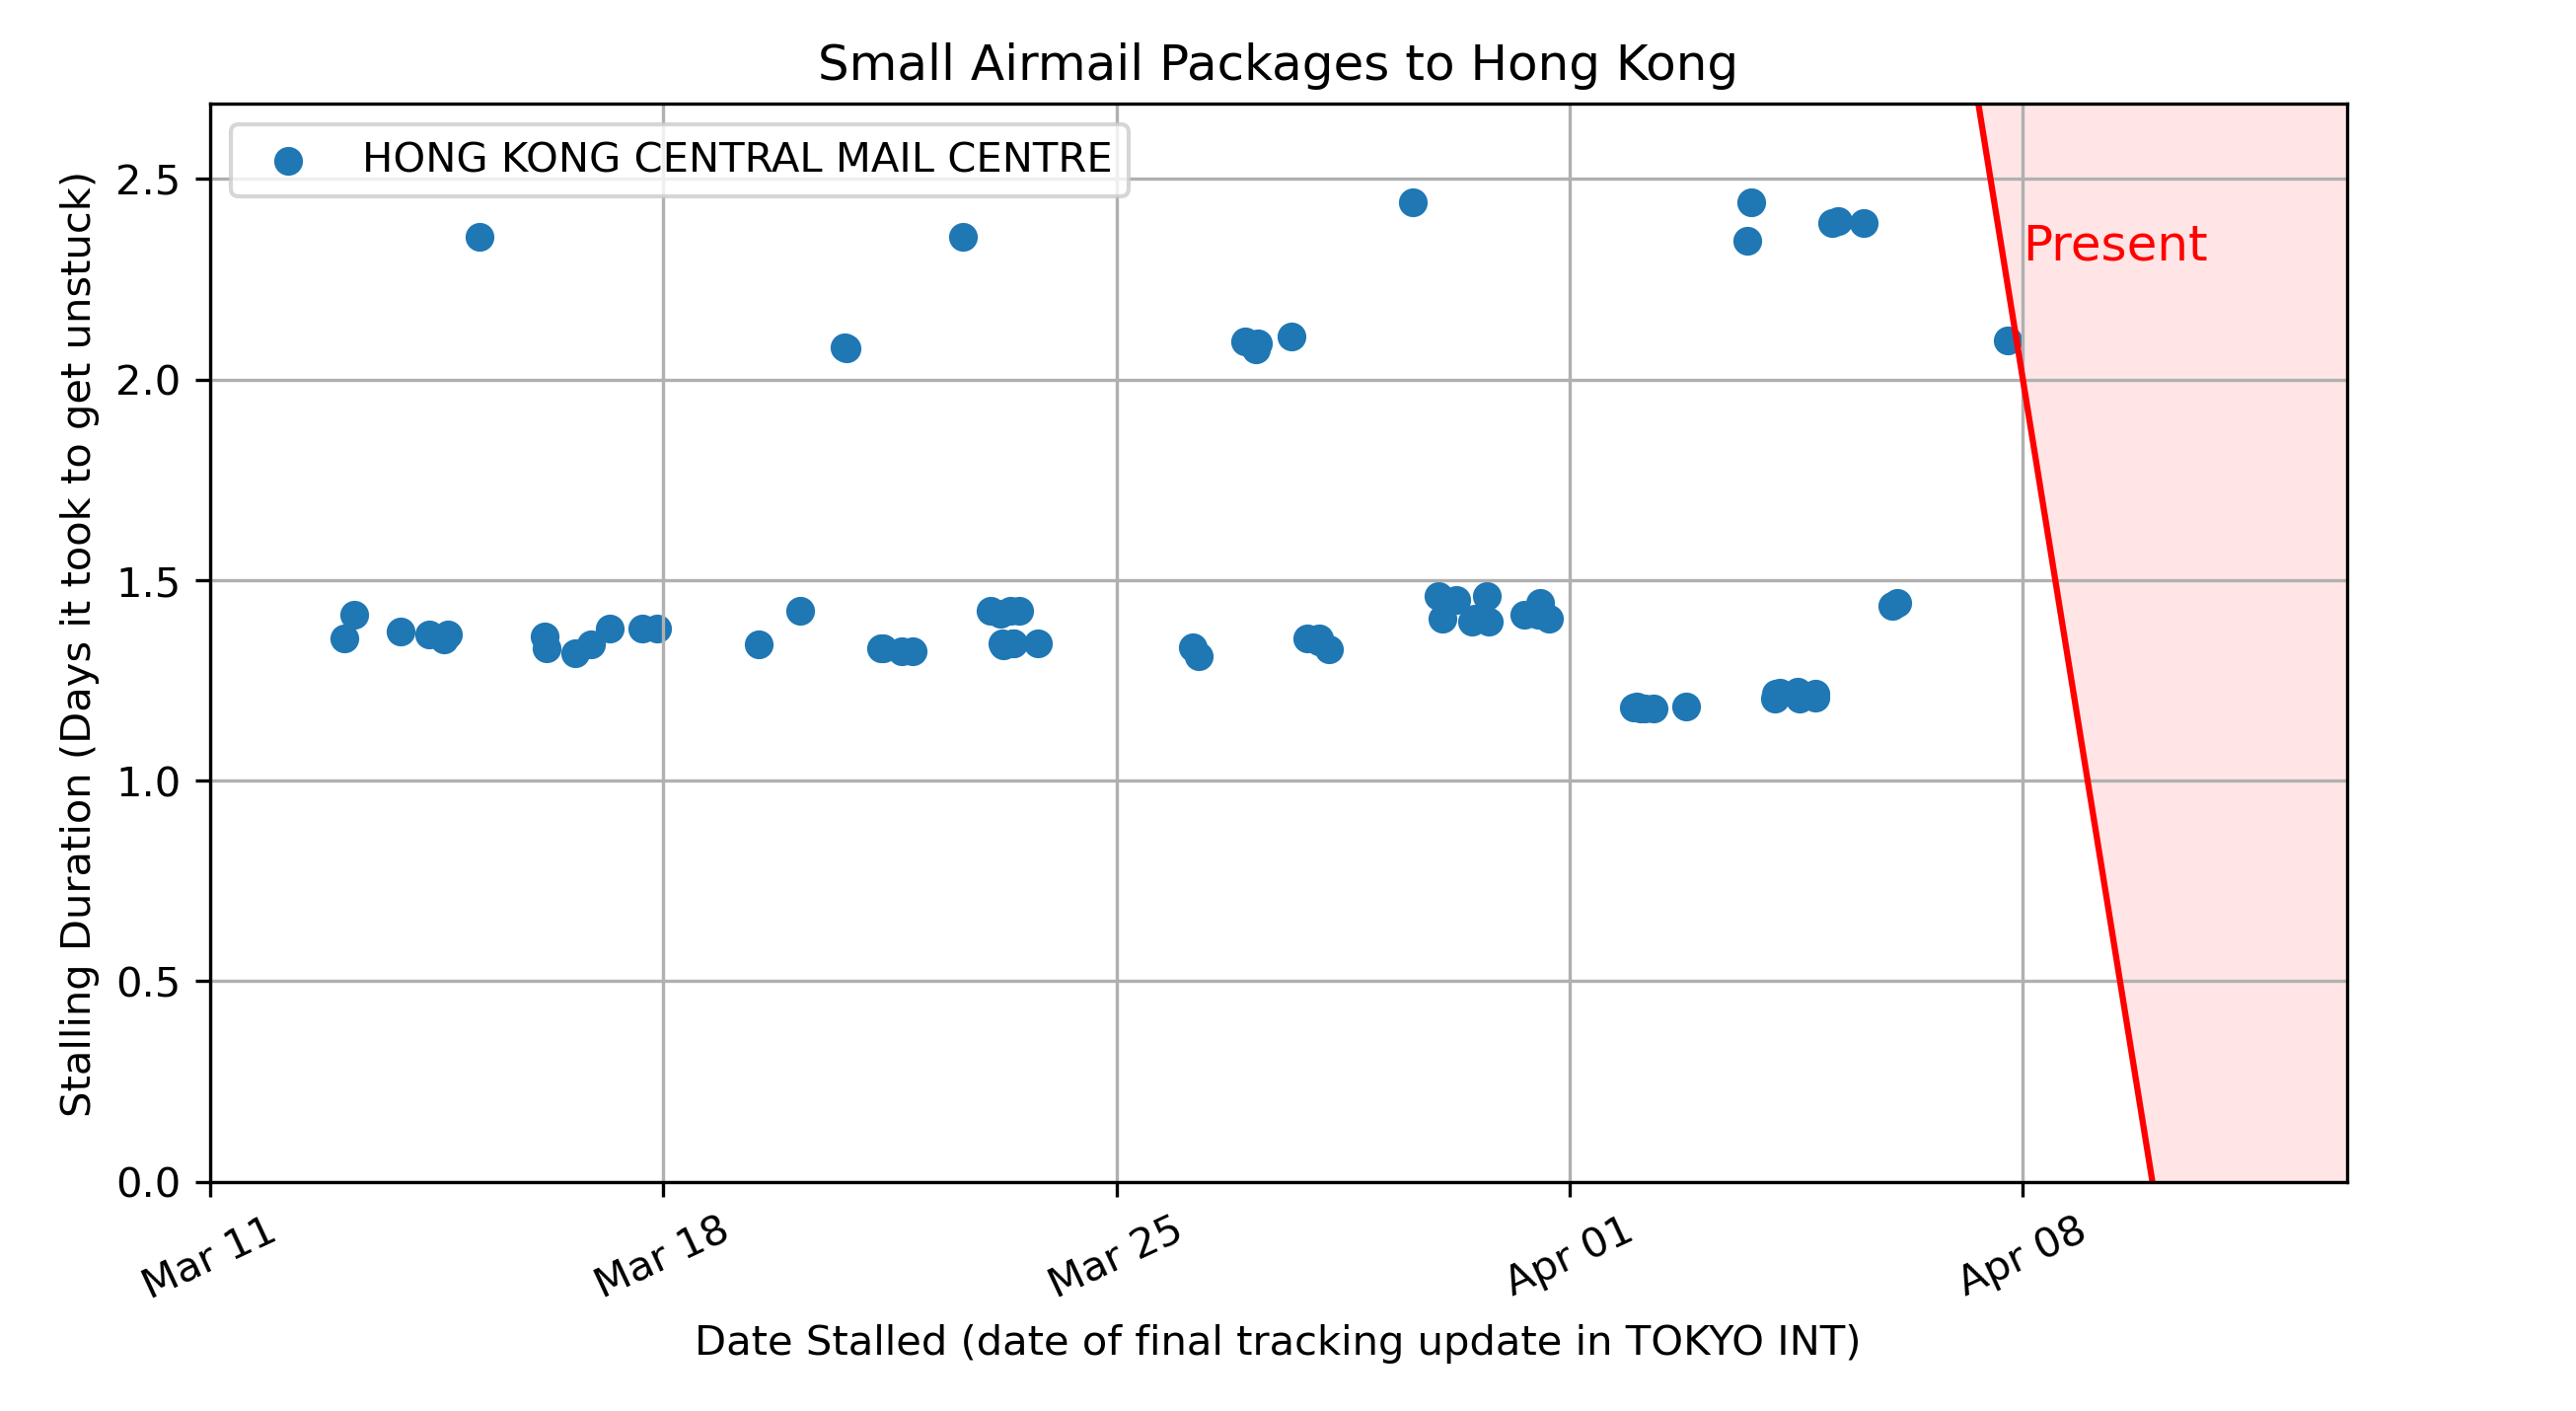 Small Airmail Packages to Hong Kong
HONG KONG CENTRAL MAIL CENTRE
Present
Stalling Duration (Days it took to get unstuck)
2.5
2.0
1.5
1.0
0.5
0.0
Mar 11
Mar 18
Mar 25
Apr 01
Apr 08
Date Stalled (date of final tracking update in TOKYO INT)